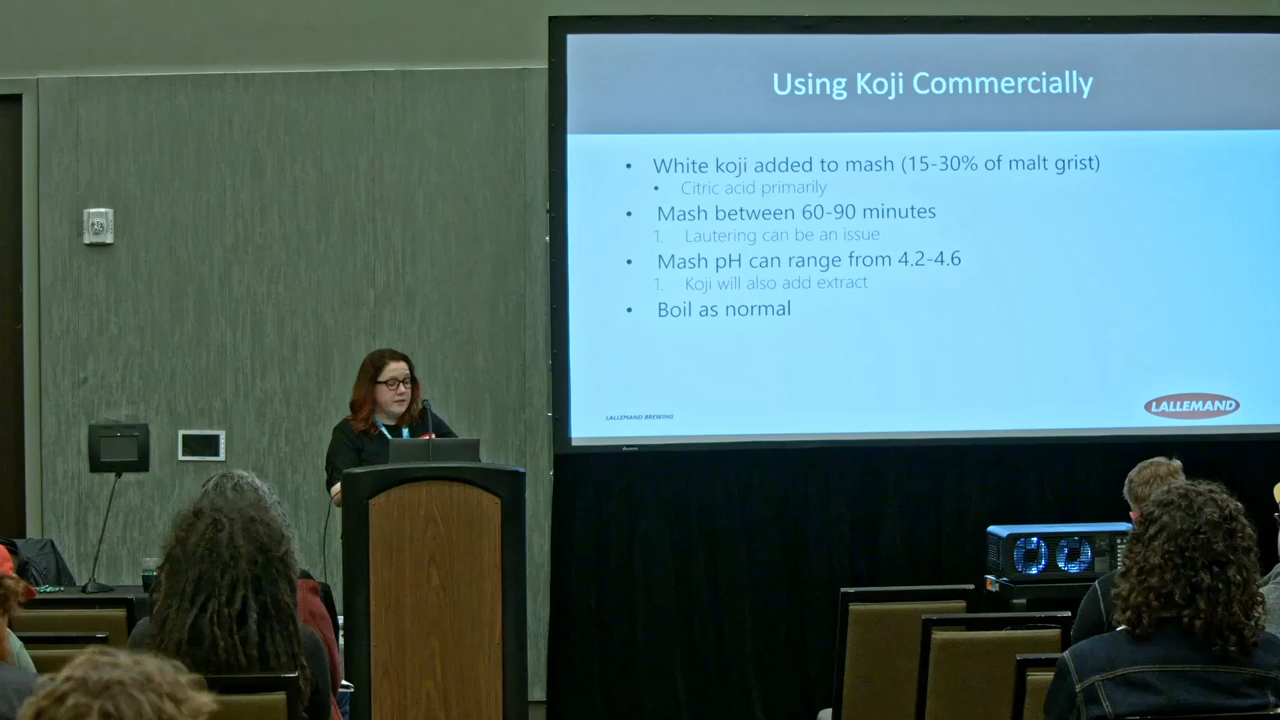 Using Koji Commercially
• White koji added to mash (15-30% of malt grist)
• Citric acid primarily
• Mash between 60-90 minutes
1. Lautering can be an issue
• Mash pH can range from 4.2-4.6
1. Koji will also add extract
• Boil as normal
LALLEMAND BREWING
LALLEMAND